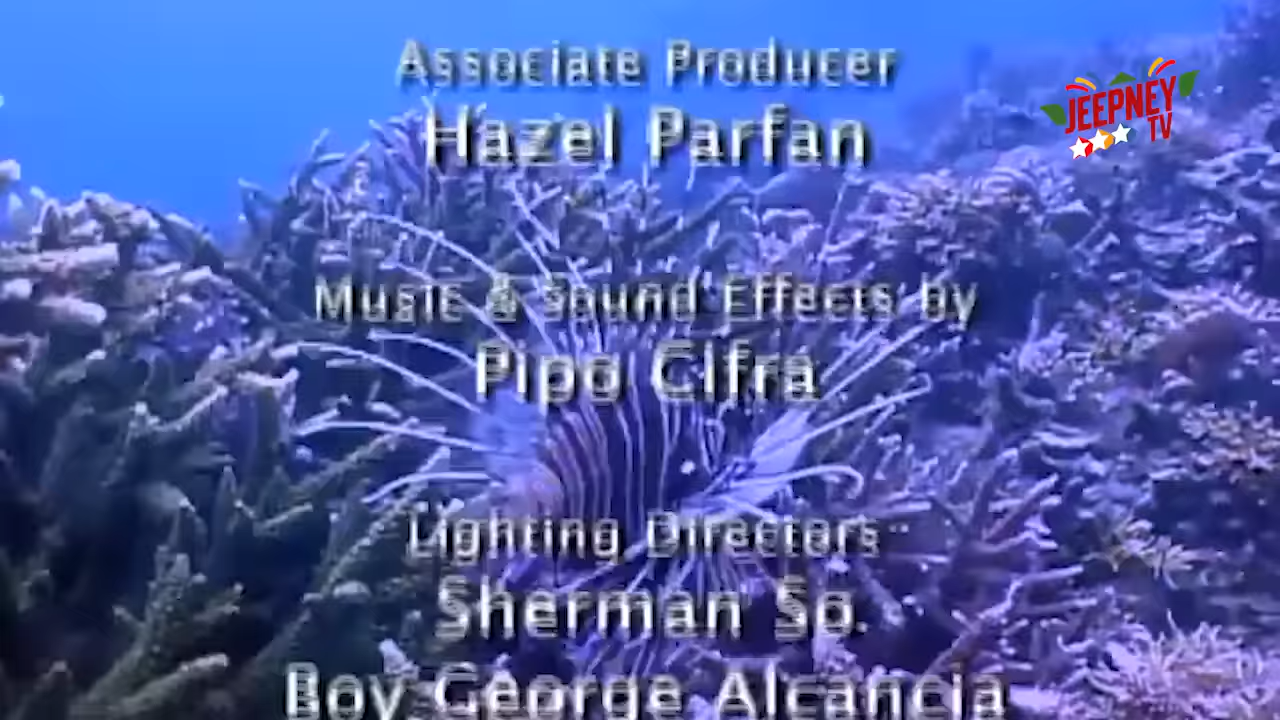 Associate Producer
Hazel Parfan
JEEPNEY
TV
Music & Sound Effects by
Pipo Cifra
Lighting Directors
Sherman So
Boy George Alcancia